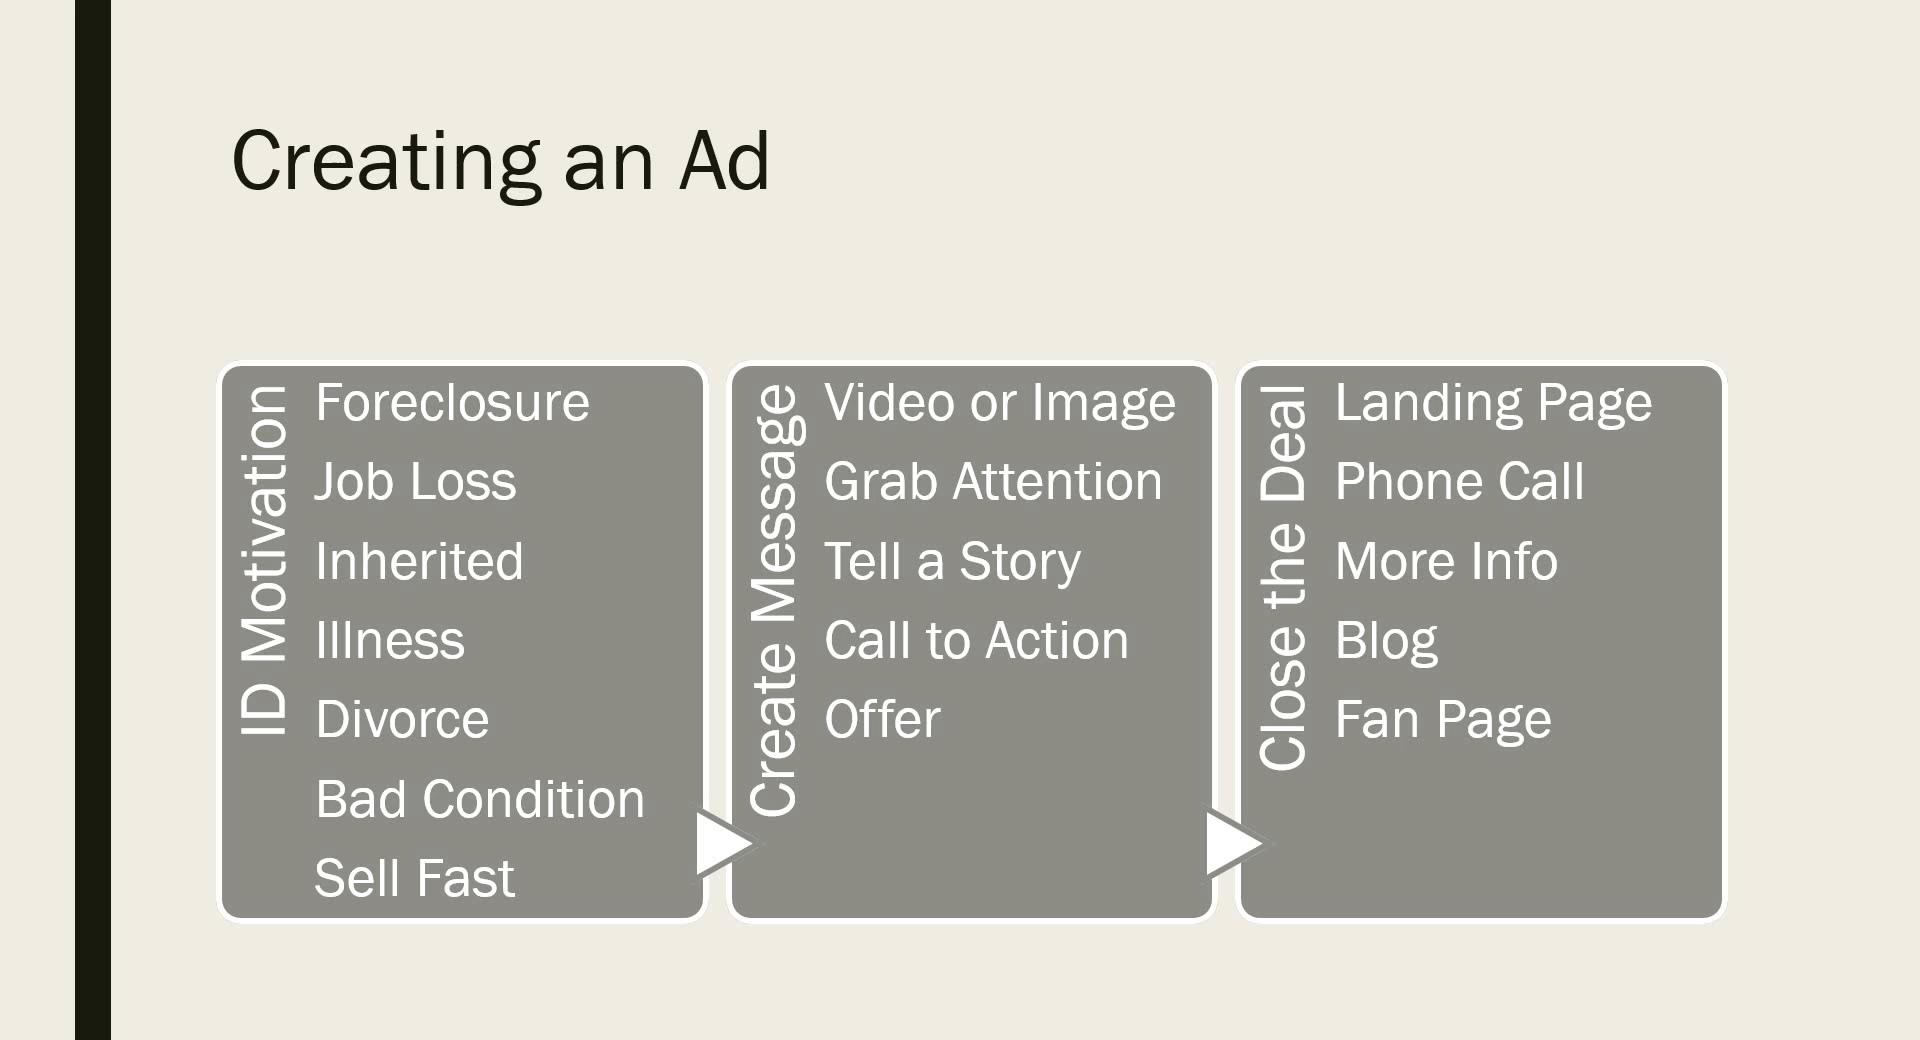 Creating an Ad
ID Motivation
Foreclosure
Job Loss
Inherited
Illness
Divorce
Bad Condition
Sell Fast
Create Message
Video or Image
Grab Attention
Tell a Story
Call to Action
Offer
Close the Deal
Landing Page
Phone Call
More Info
Blog
Fan Page